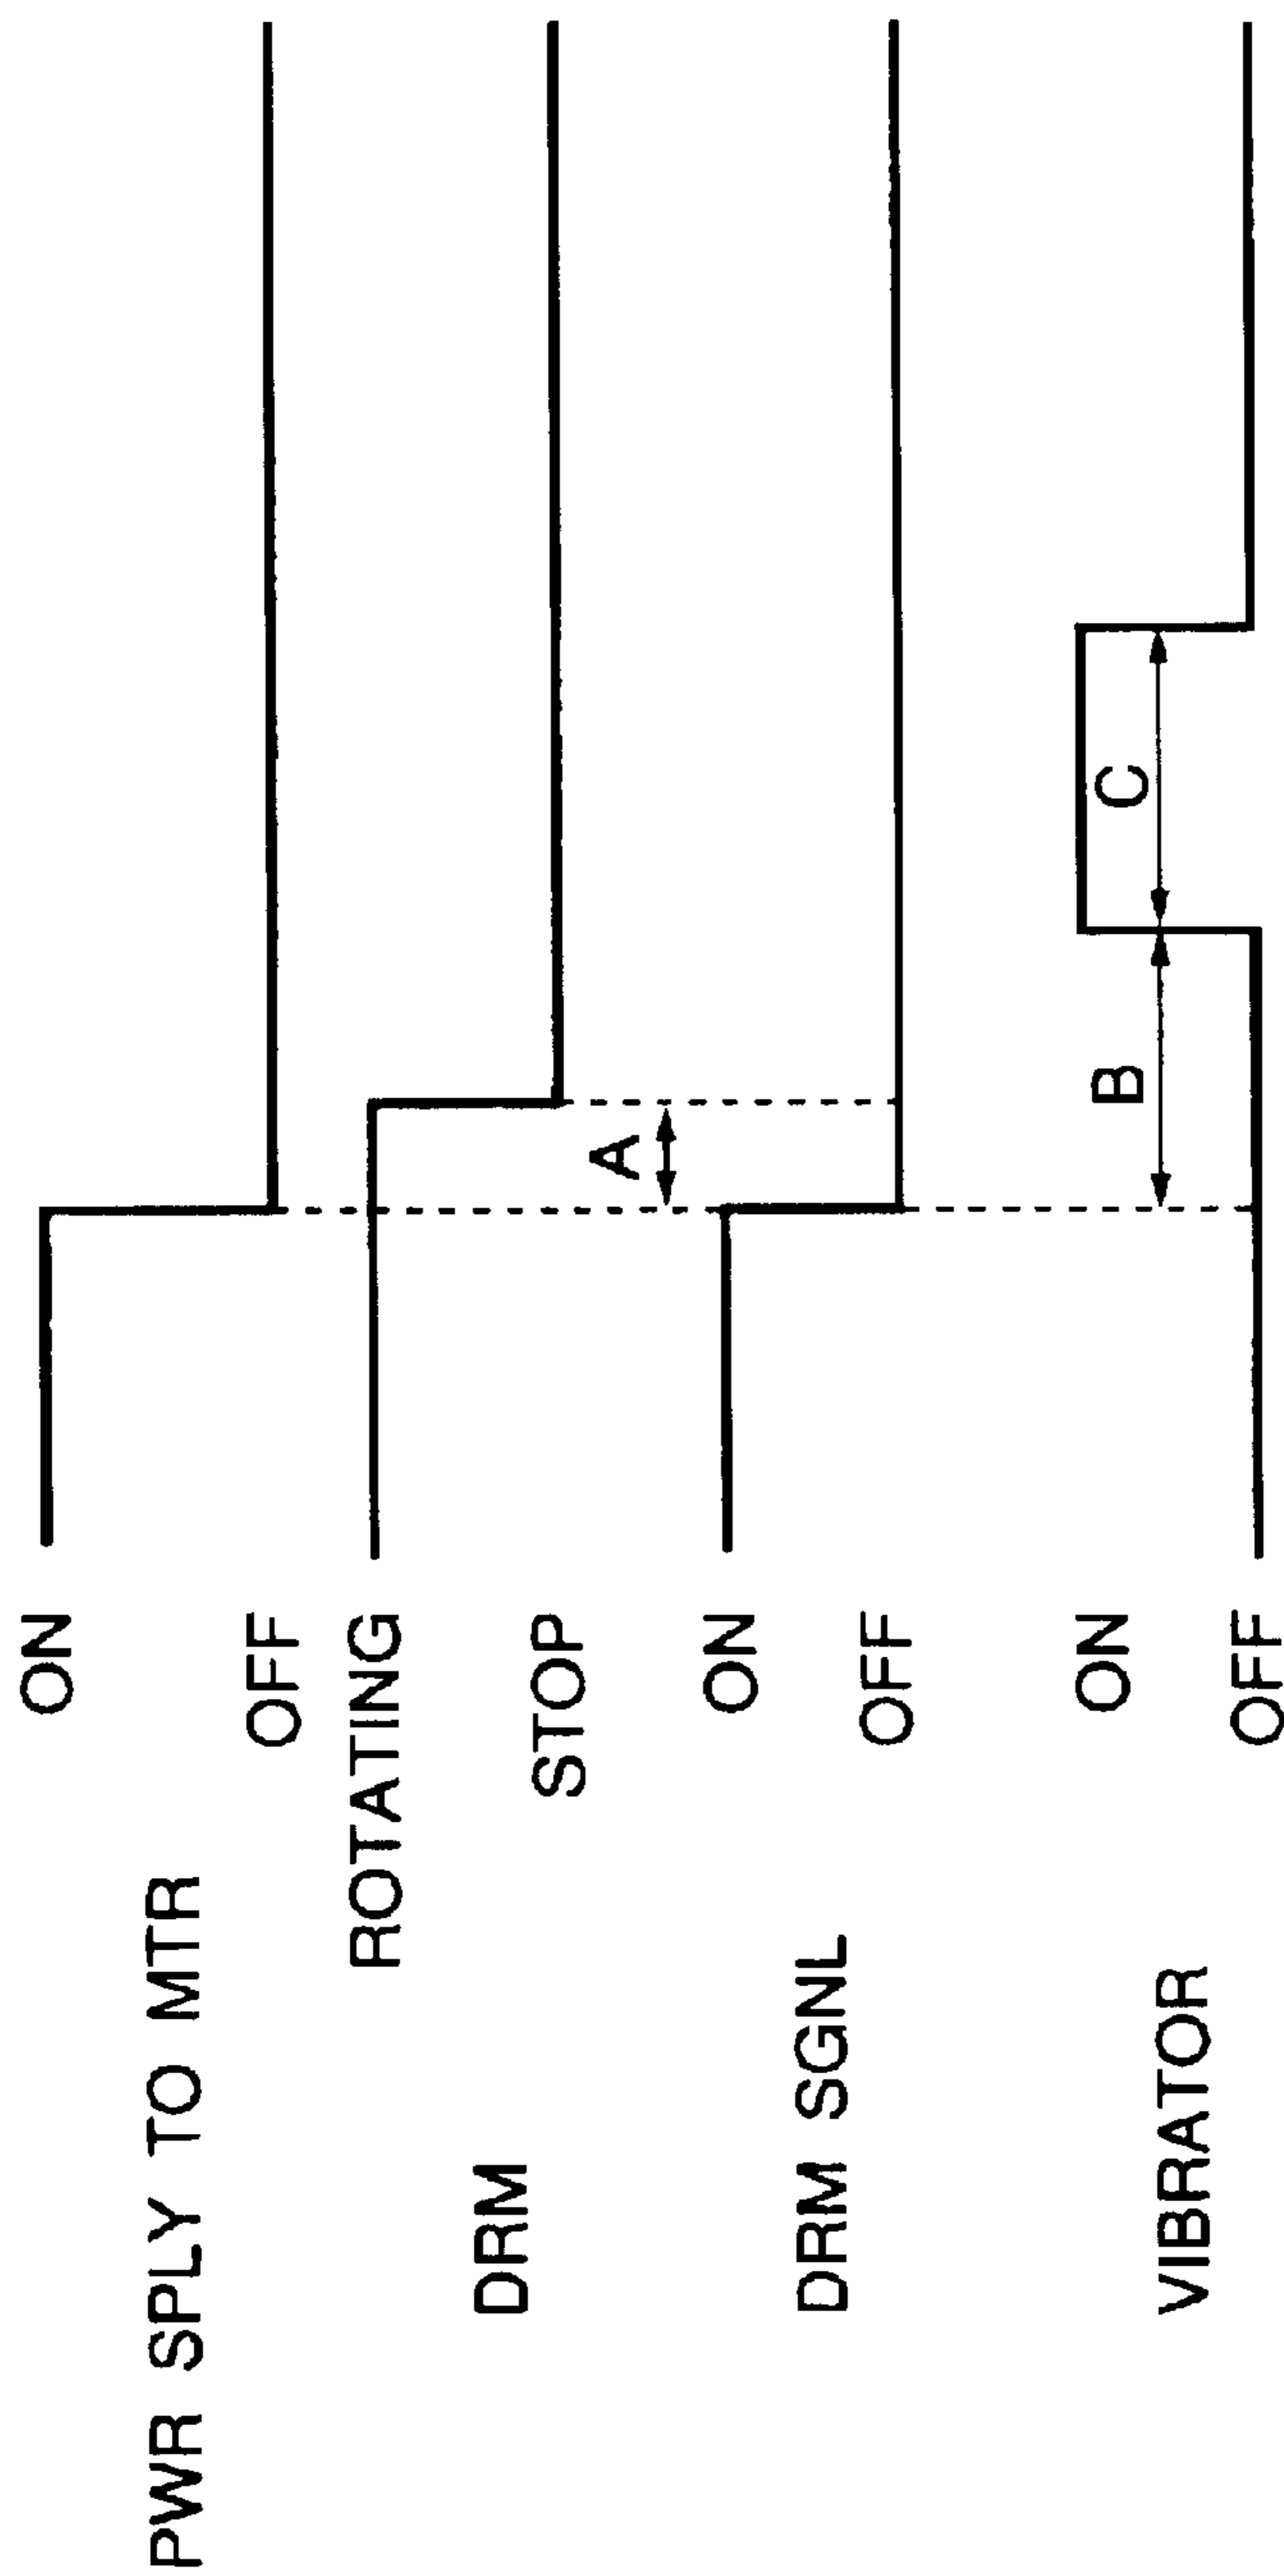 PWR SPLY TO MTR
ON
OFF
DRM
ROTATING
STOP
A
DRM SGNL
ON
OFF
VIBRATOR
ON
OFF
B
C